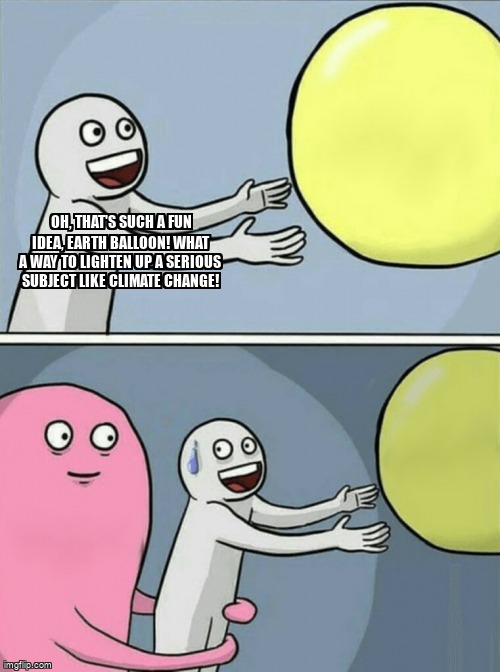 OH, THAT'S SUCH A FUN
IDEA, EARTH BALLOON! WHAT
A WAY TO LIGHTEN UP A SERIOUS
SUBJECT LIKE CLIMATE CHANGE!
imgflip.com